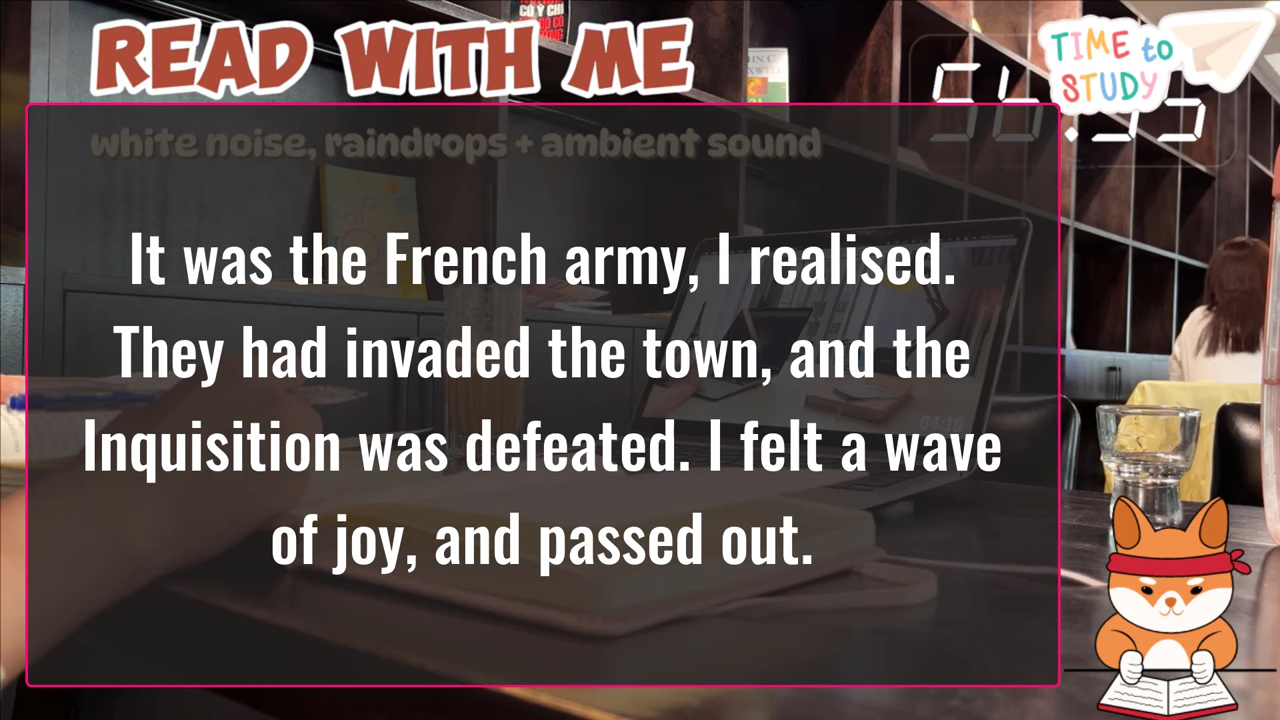 READ WITH ME
TIME to
STUDY
white noise, raindrops + ambient sound
It was the French army, I realised.
They had invaded the town, and the
Inquisition was defeated. I felt a wave
of joy, and passed out.